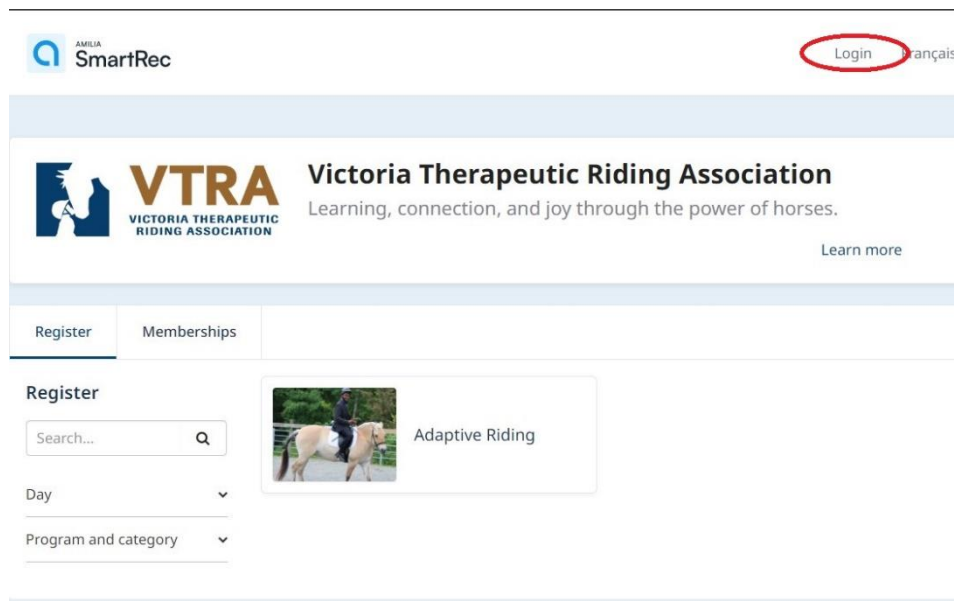 AMILIA
SmartRec
Login
Français
VTRA
VICTORIA THERAPEUTIC
RIDING ASSOCIATION
Victoria Therapeutic Riding Association
Learning, connection, and joy through the power of horses.
Learn more
Register
Memberships
Register
Search...
Adaptive Riding
Day
Program and category